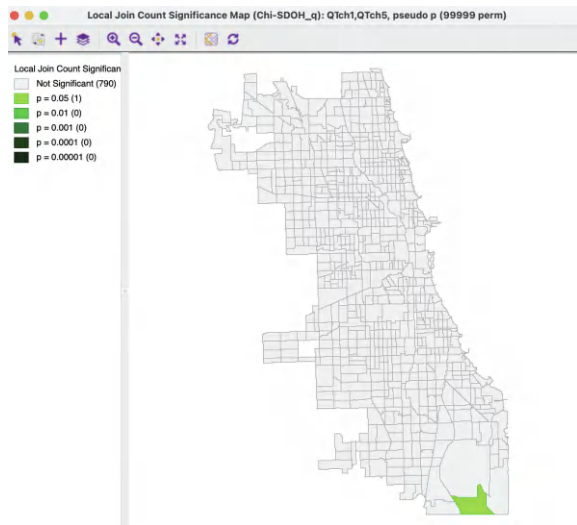 Local Join Count Significance Map (Chi-SDOH_q): QTch1,QTch5, pseudo p (99999 perm)
Local Join Count Significan
Not Significant (790)
p = 0.05 (1)
p = 0.01 (0)
p = 0.001 (0)
p = 0.0001 (0)
p = 0.00001 (0)